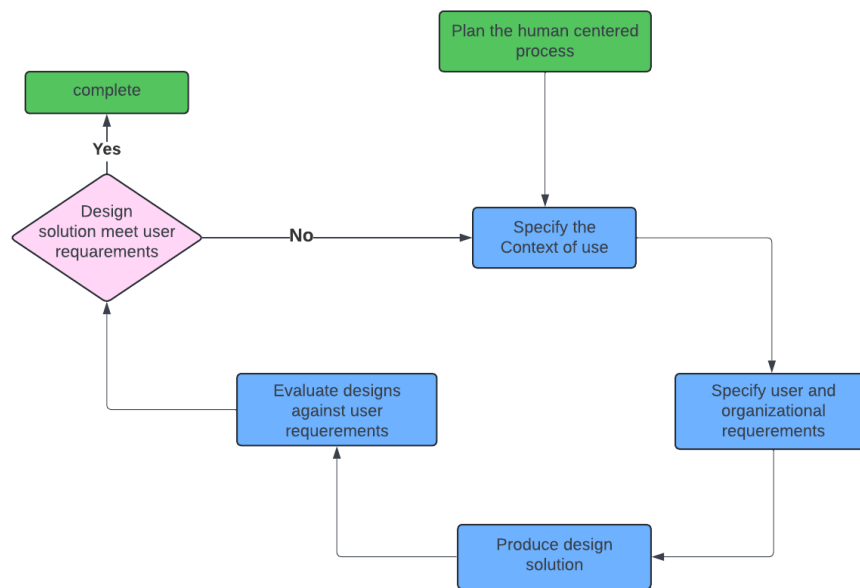 Plan the human centered
process
complete
Yes
Design
solution meet user
requarements
No
Specify the
Context of use
Evaluate designs
against user
requerements
Specify user and
organizational
requerements
Produce design
solution